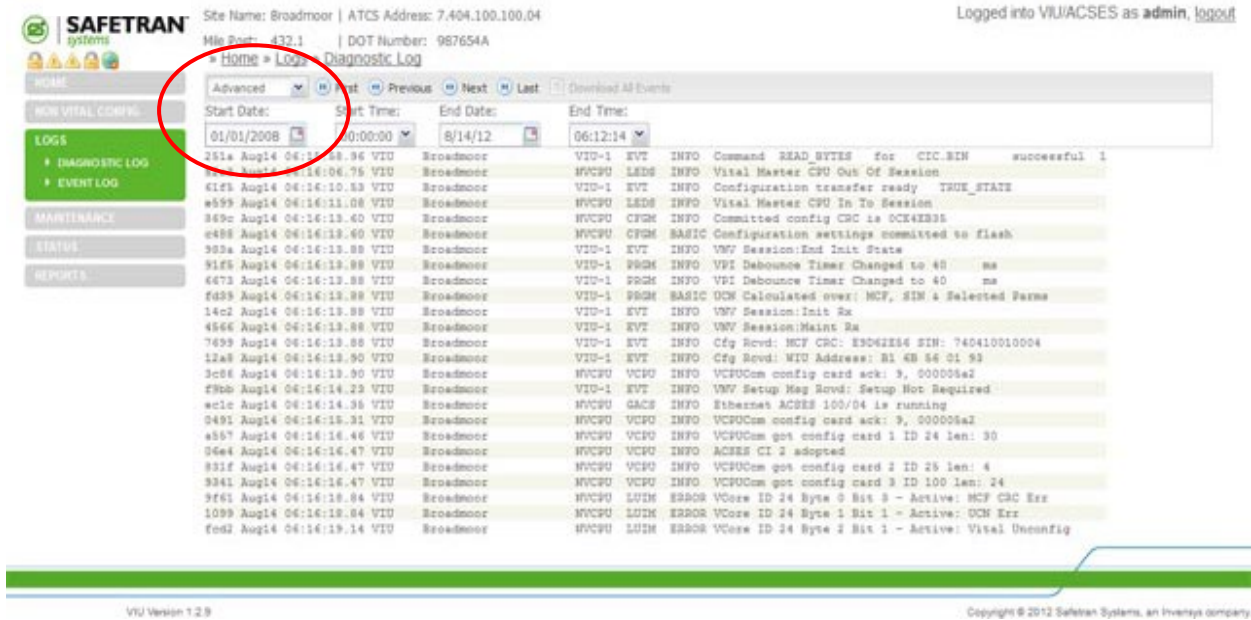 SAFETRAN
systems
Site Name: Broadmoor | ATCS Address: 7.404.100.100.04
Mile Post: 432.1 | DOT Number: 987654A
Logged into VIU/ACSES as admin, logout
» Home » Logs » Diagnostic Log
HOME
NON VITAL CONFIG
LOGS
DIAGNOSTIC LOG
EVENT LOG
MAINTENANCE
STATUS
REPORTS
Advanced First Previous Next Last Download All Events
Start Date: Start Time: End Date: End Time:
01/01/2008 00:00:00 8/14/12 06:12:14
251a Aug14 VIU Broadmoor VIU-1 EVT INFO Command READ_BYTES for CIC.BIN successful 1
Aug14 06:16:06.75 VIU Broadmoor NVCPU LEDS INFO Vital Master CPU Out Of Session
61f5 Aug14 06:16:10.53 VIU Broadmoor VIU-1 EVT INFO Configuration transfer ready TRUE_STATE
e599 Aug14 06:16:11.08 VIU Broadmoor NVCPU LEDS INFO Vital Master CPU In To Session
869c Aug14 06:16:13.60 VIU Broadmoor NVCPU CFGM INFO Committed config CRC is 0CE4EB35
c488 Aug14 06:16:13.60 VIU Broadmoor NVCPU CFGM BASIC Configuration settings committed to flash
983a Aug14 06:16:13.88 VIU Broadmoor VIU-1 EVT INFO VNV Session:End Init State
91f5 Aug14 06:16:13.88 VIU Broadmoor VIU-1 PRGM INFO VPI Debounce Timer Changed to 40 ms
6673 Aug14 06:16:13.88 VIU Broadmoor VIU-1 PRGM INFO VPI Debounce Timer Changed to 40 ms
fd39 Aug14 06:16:13.88 VIU Broadmoor VIU-1 PRGM BASIC UCN Calculated over: MCF, SIN & Selected Parms
14c2 Aug14 06:16:13.88 VIU Broadmoor VIU-1 EVT INFO VNV Session:Init Rx
4566 Aug14 06:16:13.88 VIU Broadmoor VIU-1 EVT INFO VNV Session:Maint Rx
7699 Aug14 06:16:13.88 VIU Broadmoor VIU-1 EVT INFO Cfg Rcvd: MCF CRC: E9D62E56 SIN: 740410010004
12a8 Aug14 06:16:13.90 VIU Broadmoor VIU-1 EVT INFO Cfg Rcvd: WIU Address: B1 6B 56 01 93
3c86 Aug14 06:16:13.90 VIU Broadmoor NVCPU VCPU INFO VCPUCom config card ack: 9, 000005a2
f9bb Aug14 06:16:14.23 VIU Broadmoor VIU-1 EVT INFO VNV Setup Msg Rcvd: Setup Not Required
ec1c Aug14 06:16:14.35 VIU Broadmoor NVCPU GACS INFO Ethernet ACSES 100/04 is running
0491 Aug14 06:16:15.31 VIU Broadmoor NVCPU VCPU INFO VCPUCom config card ack: 9, 000005a2
a557 Aug14 06:16:16.46 VIU Broadmoor NVCPU VCPU INFO VCPUCom got config card 1 ID 24 len: 30
06e4 Aug14 06:16:16.47 VIU Broadmoor NVCPU VCPU INFO ACSES CI 2 adopted
831f Aug14 06:16:16.47 VIU Broadmoor NVCPU VCPU INFO VCPUCom got config card 2 ID 25 len: 4
9341 Aug14 06:16:16.47 VIU Broadmoor NVCPU VCPU INFO VCPUCom got config card 3 ID 100 len: 24
9f61 Aug14 06:16:18.84 VIU Broadmoor NVCPU LUIM ERROR VCore ID 24 Byte 0 Bit 3 - Active: MCF CRC Err
1099 Aug14 06:16:18.84 VIU Broadmoor NVCPU LUIM ERROR VCore ID 24 Byte 1 Bit 1 - Active: UCN Err
fcd2 Aug14 06:16:19.14 VIU Broadmoor NVCPU LUIM ERROR VCore ID 24 Byte 2 Bit 1 - Active: Vital Unconfig
VIU Version 1.2.9
Copyright © 2012 Safetran Systems, an Invensys company